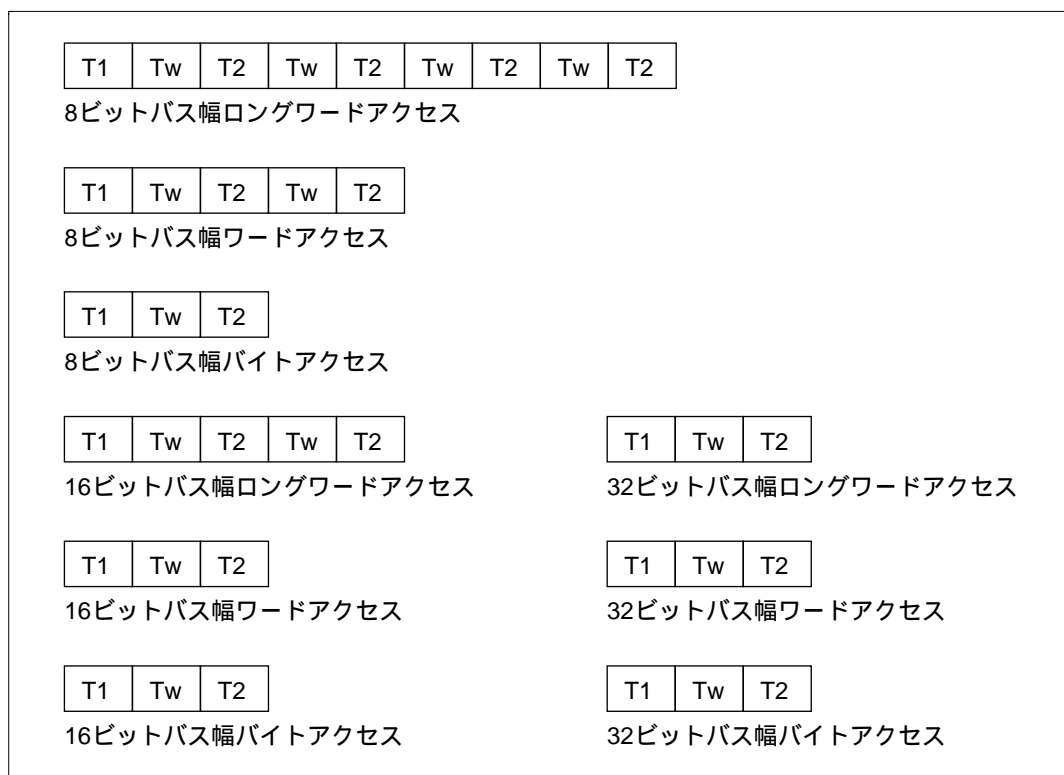 T1 Tw T2 Tw T2 Tw T2 Tw T2
8ビットバス幅ロングワードアクセス
T1 Tw T2 Tw T2
8ビットバス幅ワードアクセス
T1 Tw T2
8ビットバス幅バイトアクセス
T1 Tw T2 Tw T2
16ビットバス幅ロングワードアクセス
T1 Tw T2
32ビットバス幅ロングワードアクセス
T1 Tw T2
16ビットバス幅ワードアクセス
T1 Tw T2
32ビットバス幅ワードアクセス
T1 Tw T2
16ビットバス幅バイトアクセス
T1 Tw T2
32ビットバス幅バイトアクセス